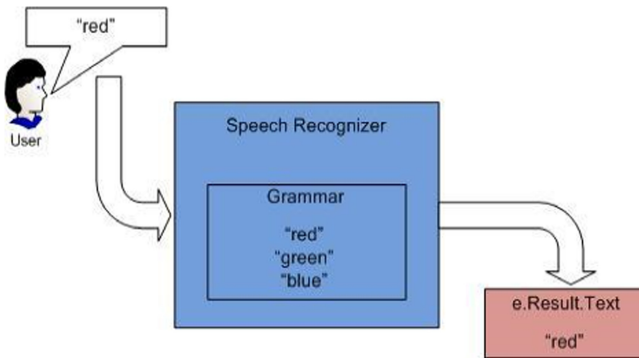 “red”
User
Speech Recognizer
Grammar
“red”
“green”
“blue”
e.Result.Text
“red”